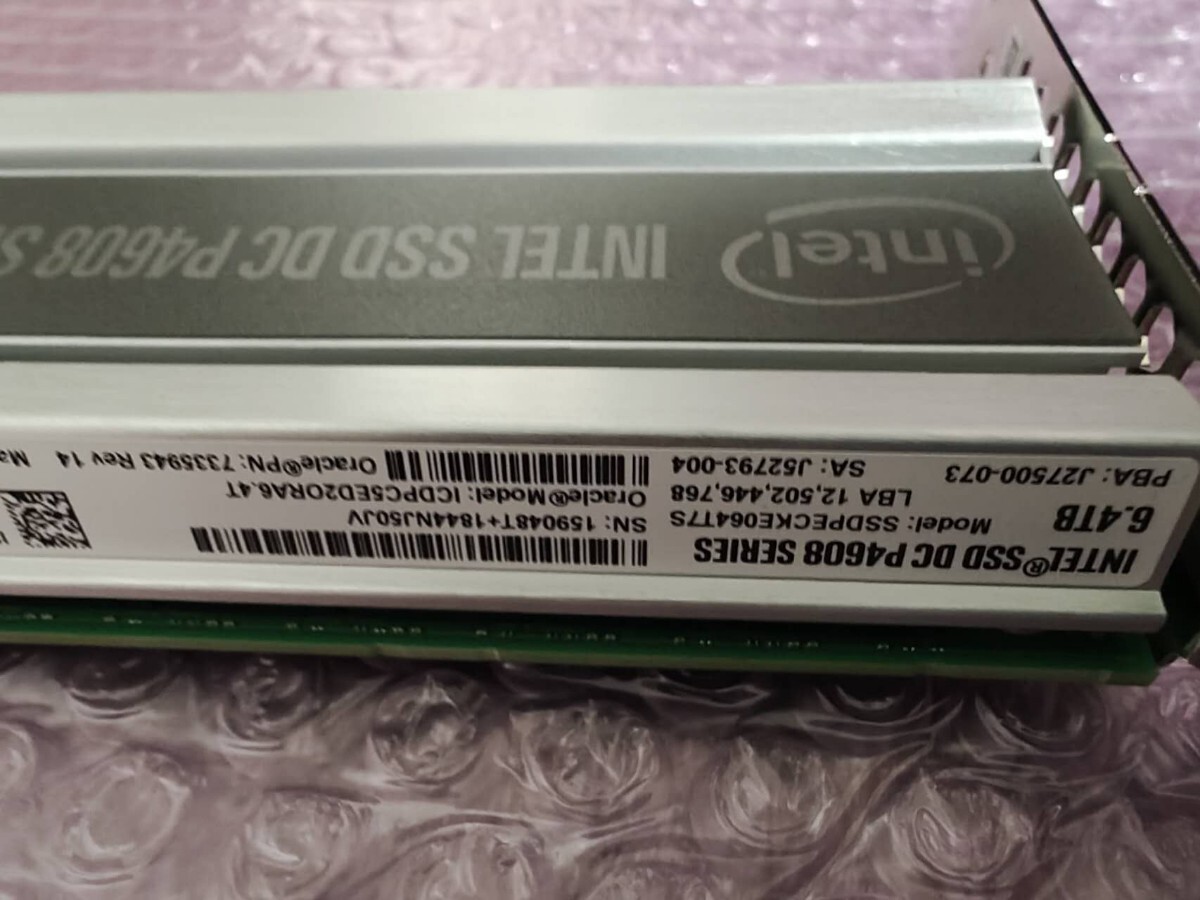 intel
INTEL SSD DC P4608 S
INTEL® SSD DC P4608 SERIES
6.4TB
Model: SSDPECKE064T7S
LBA 12,502,446,768
PBA: J27500-073
SA: J52793-004
SN: 159048T+1844NJ50JV
Oracle® Model: ICDPC5ED2ORA6.4T
Oracle® PN: 7335943 Rev 14
Ma